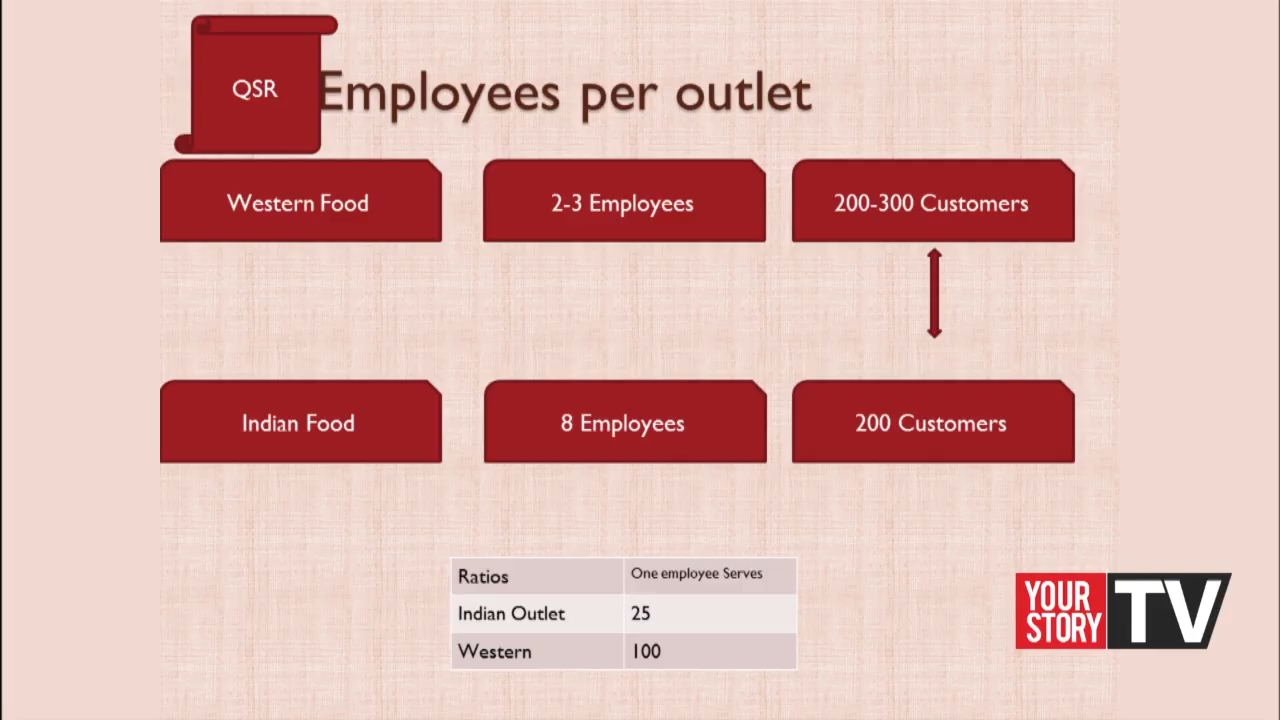 QSR
Employees per outlet
Western Food
2-3 Employees
200-300 Customers
Indian Food
8 Employees
200 Customers
Ratios
One employee Serves
Indian Outlet
25
Western
100
YOUR
STORY
TV